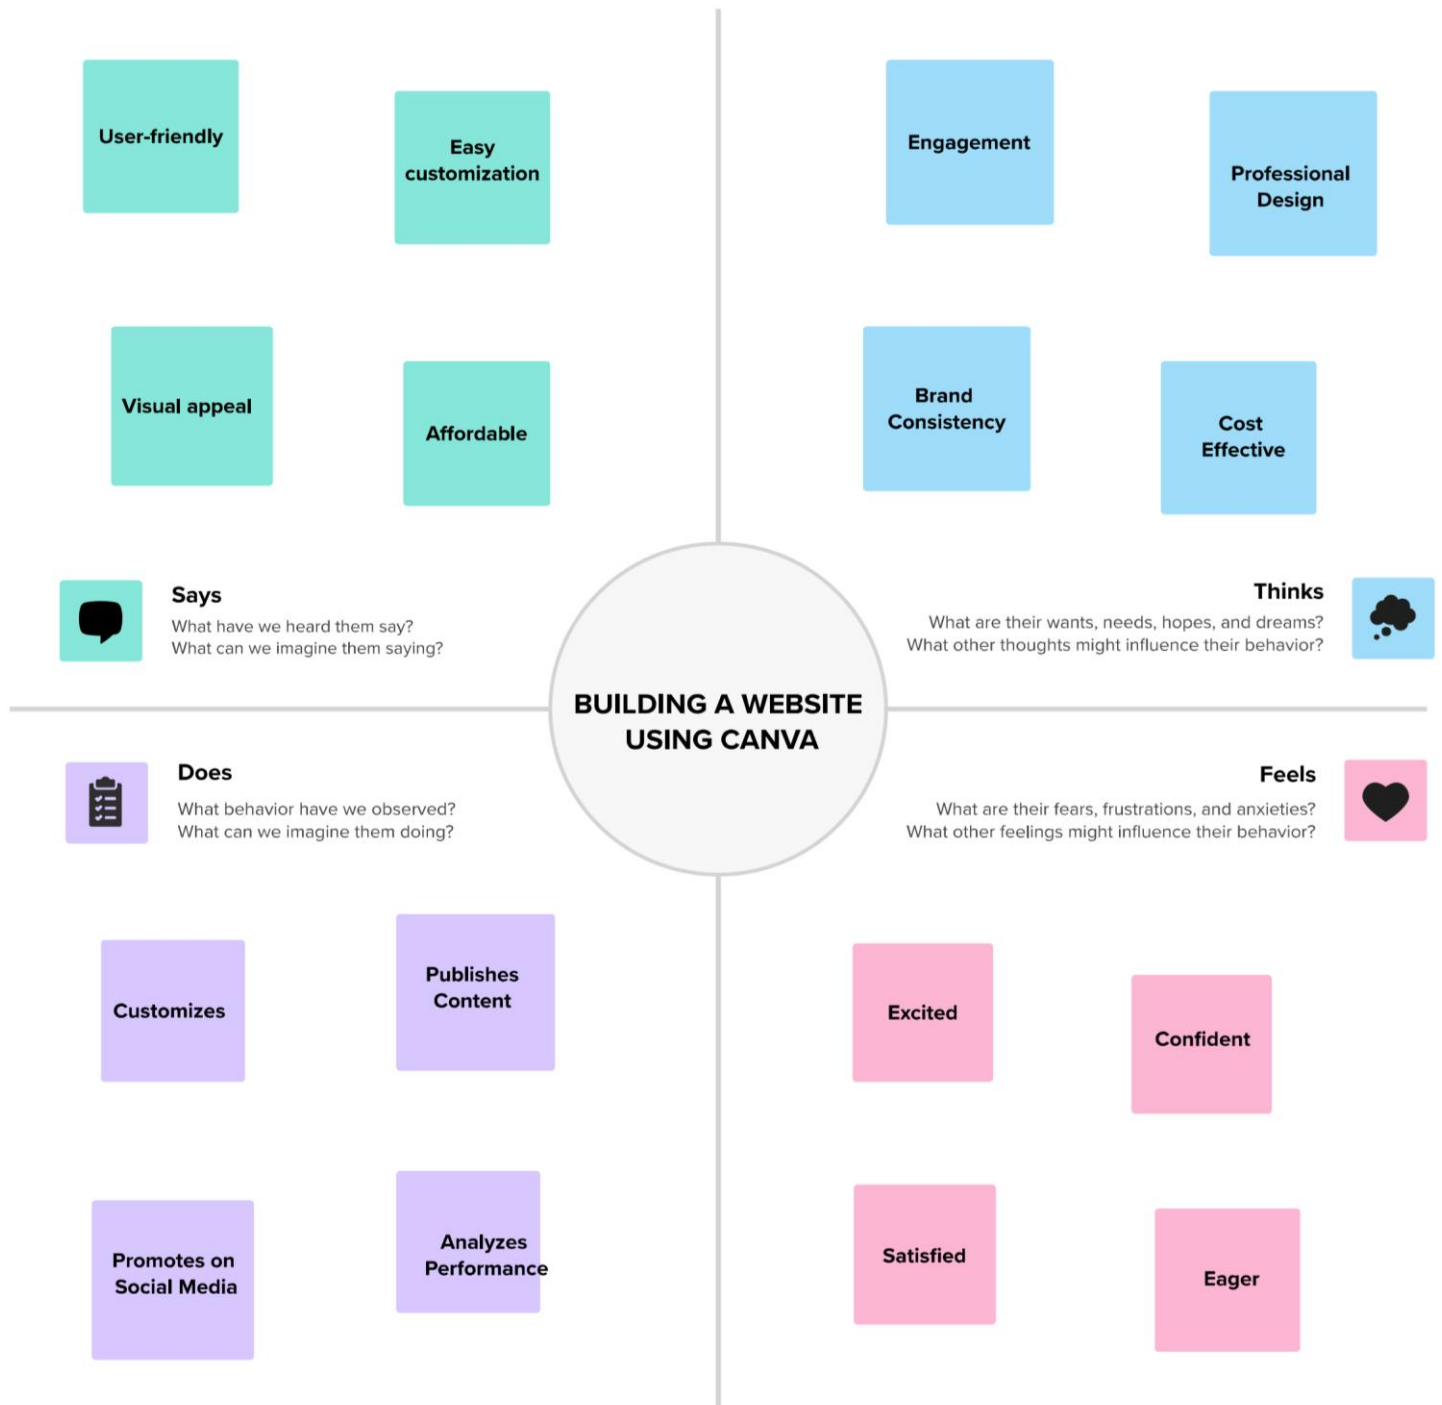 User-friendly
Easy
customization
Visual appeal
Affordable
Says
What have we heard them say?
What can we imagine them saying?
Engagement
Professional
Design
Brand
Consistency
Cost
Effective
Thinks
What are their wants, needs, hopes, and dreams?
What other thoughts might influence their behavior?
BUILDING A WEBSITE
USING CANVA
Does
What behavior have we observed?
What can we imagine them doing?
Customizes
Publishes
Content
Promotes on
Social Media
Analyzes
Performance
Feels
What are their fears, frustrations, and anxieties?
What other feelings might influence their behavior?
Excited
Confident
Satisfied
Eager